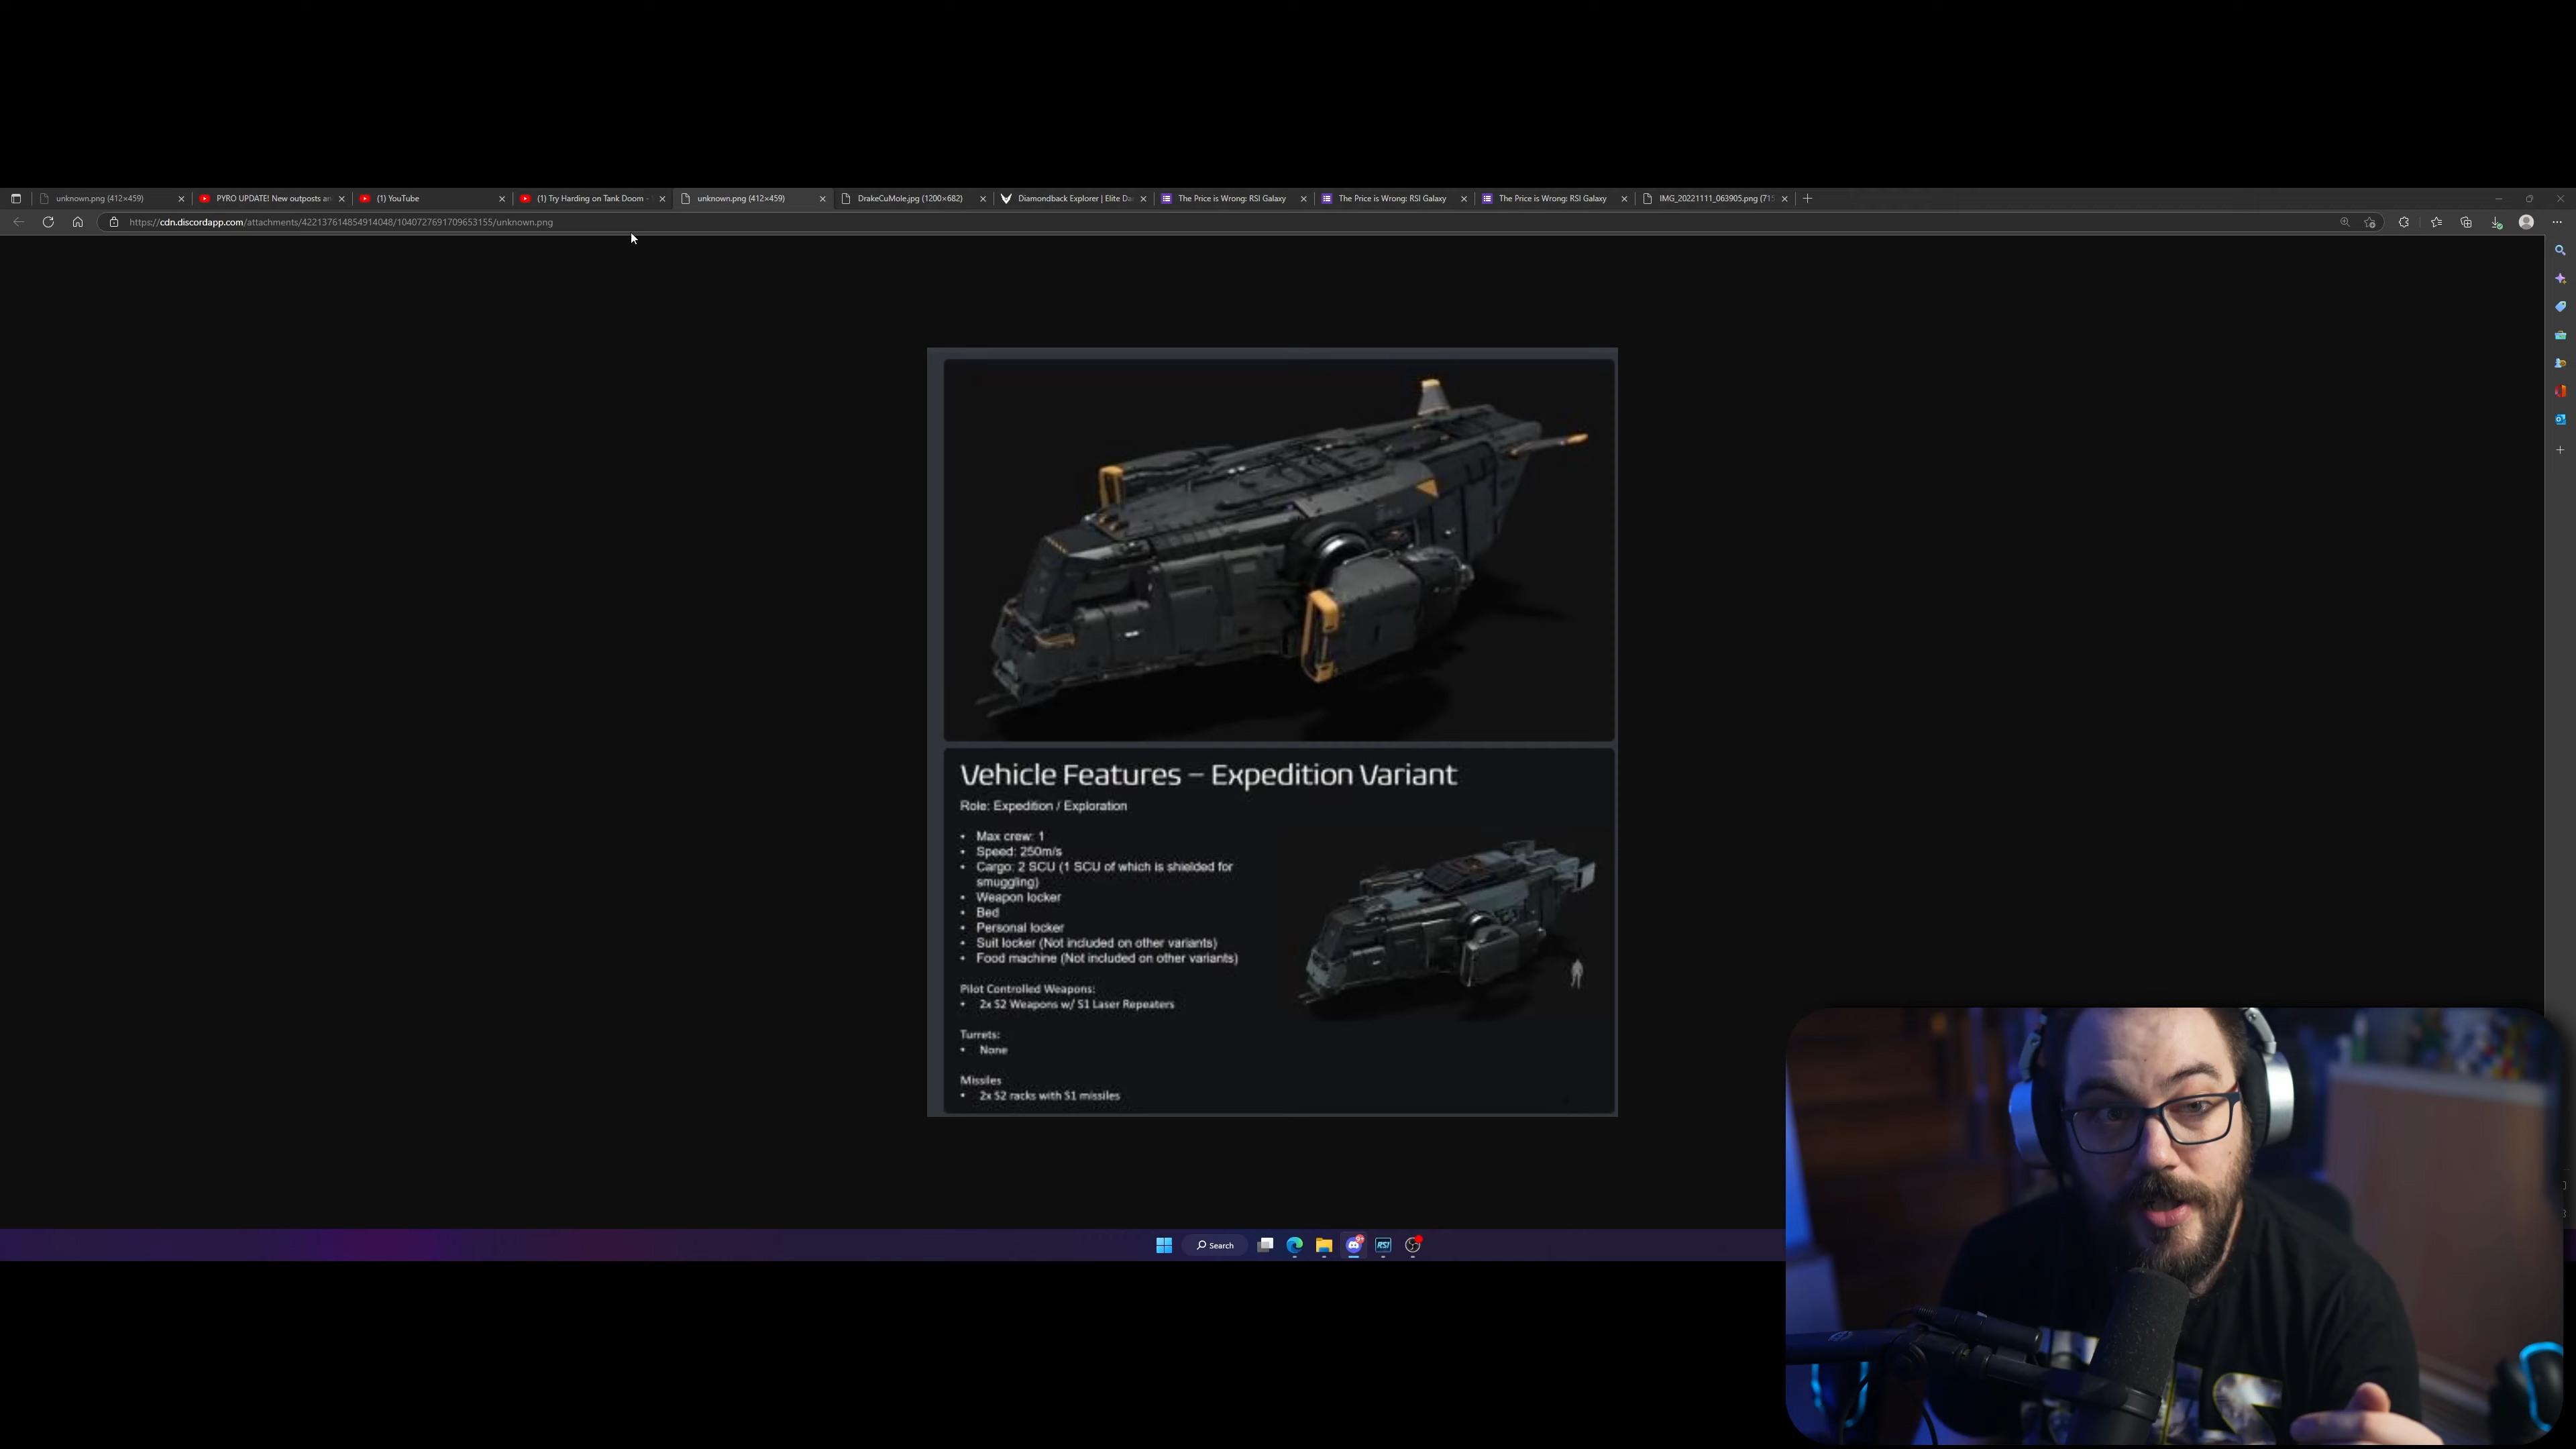 unknown.png (412×459)
PYRO UPDATE! New outposts an
(1) YouTube
(1) Try Harding on Tank Doom -
unknown.png (412×459)
DrakeCuMole.jpg (1200×682)
Diamondback Explorer | Elite Da
The Price is Wrong: RSI Galaxy
The Price is Wrong: RSI Galaxy
The Price is Wrong: RSI Galaxy
IMG_20221111_063905.png (715
https://cdn.discordapp.com/attachments/422137614854914048/1040727691709653155/unknown.png
Vehicle Features – Expedition Variant
Role: Expedition / Exploration
• Max crew: 1
• Speed: 250m/s
• Cargo: 2 SCU (1 SCU of which is shielded for
smuggling)
• Weapon locker
• Bed
• Personal locker
• Suit locker (Not included on other variants)
• Food machine (Not included on other variants)
Pilot Controlled Weapons:
• 2x S2 Weapons w/ S1 Laser Repeaters
Turrets:
• None
Missiles
• 2x S2 racks with S1 missiles
Search
RSI